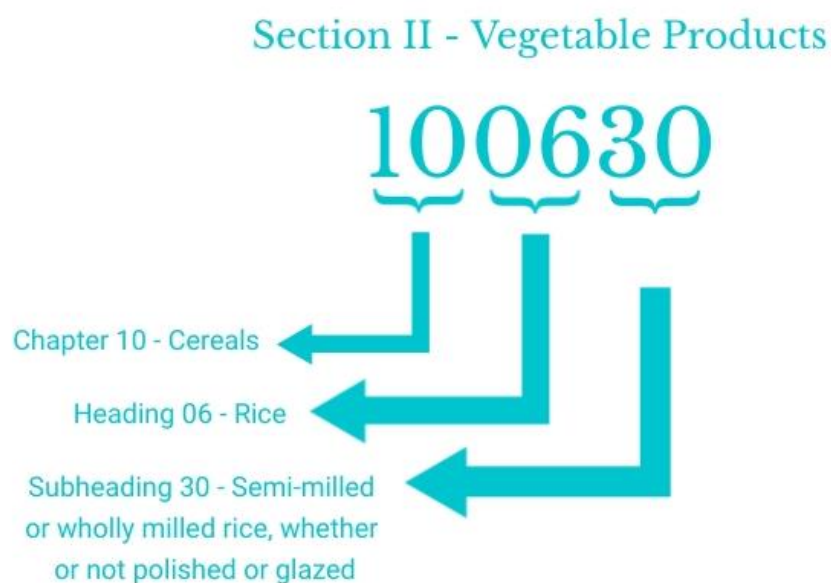 Section II - Vegetable Products
100630
Chapter 10 - Cereals
Heading 06 - Rice
Subheading 30 - Semi-milled
or wholly milled rice, whether
or not polished or glazed